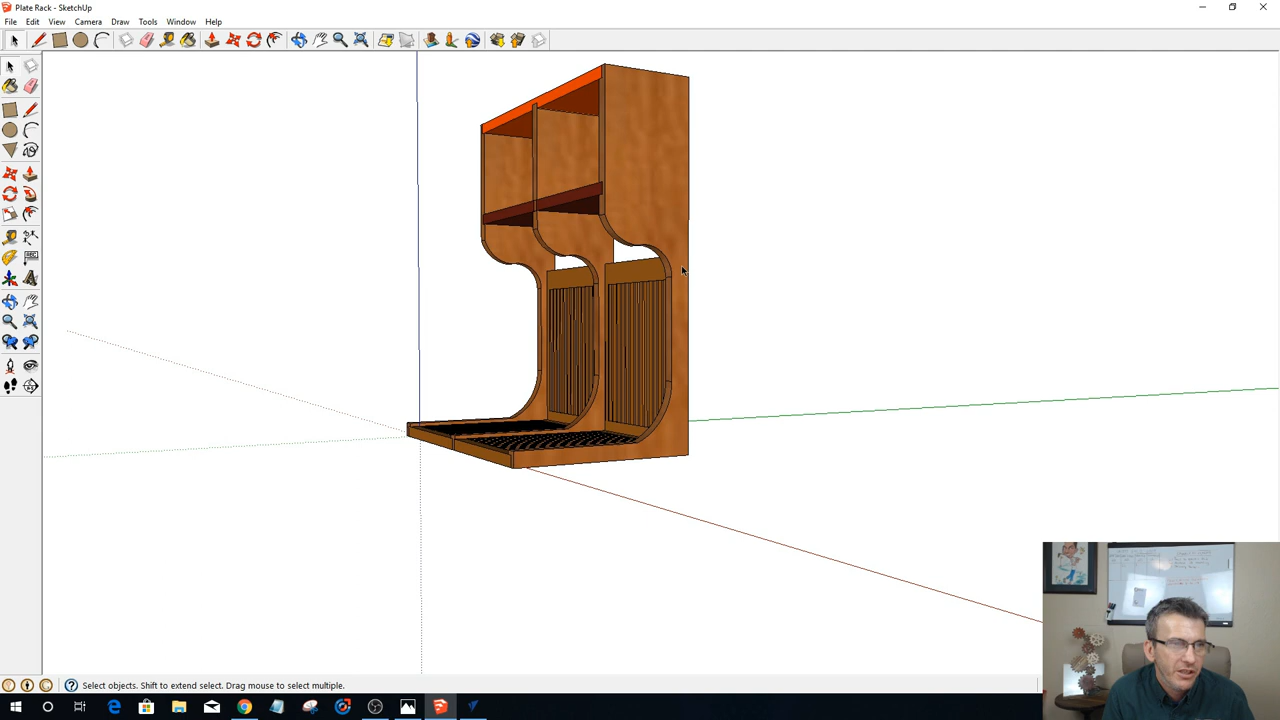 Plate Rack - SketchUp
File Edit View Camera Draw Tools Window Help
Select objects. Shift to extend select. Drag mouse to select multiple.